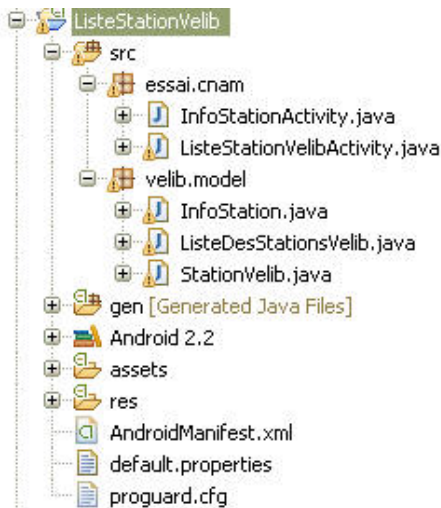 ListeStationVelib
src
essai.cnam
InfoStationActivity.java
ListeStationVelibActivity.java
velib.model
InfoStation.java
ListeDesStationsVelib.java
StationVelib.java
gen [Generated Java Files]
Android 2.2
assets
res
AndroidManifest.xml
default.properties
proguard.cfg